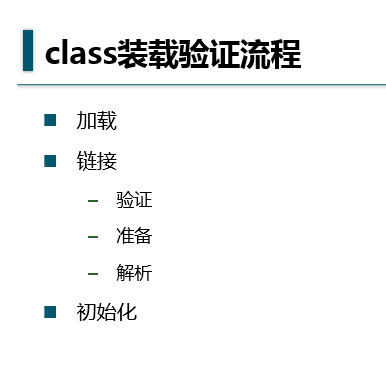 class装载验证流程
加载
链接
验证
准备
解析
初始化